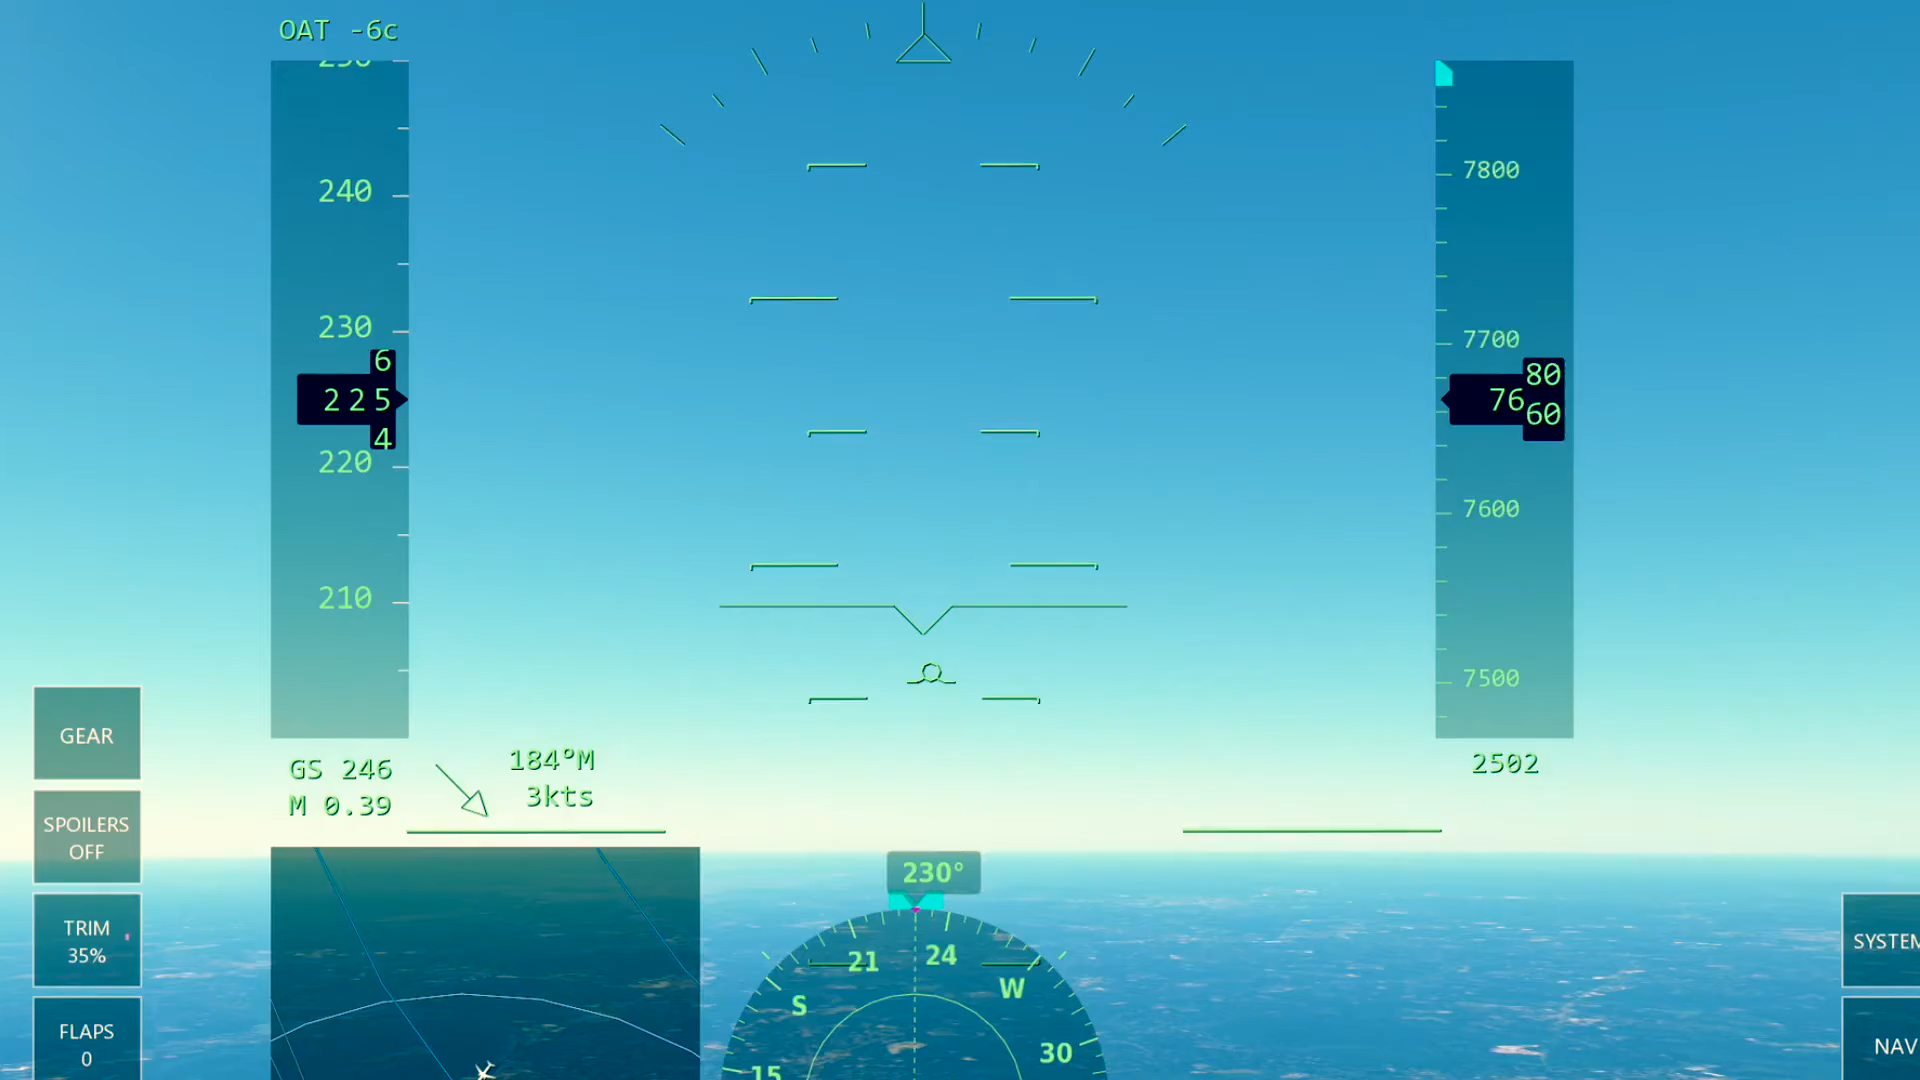 OAT -6c
250
240
230
6
225
4
220
210
GS 246
M 0.39
184°M
3kts
7800
7700
80
76
60
7600
7500
2502
GEAR
SPOILERS
OFF
TRIM
35%
FLAPS
0
230°
21
24
S
W
15
30
SYSTEM
NAV